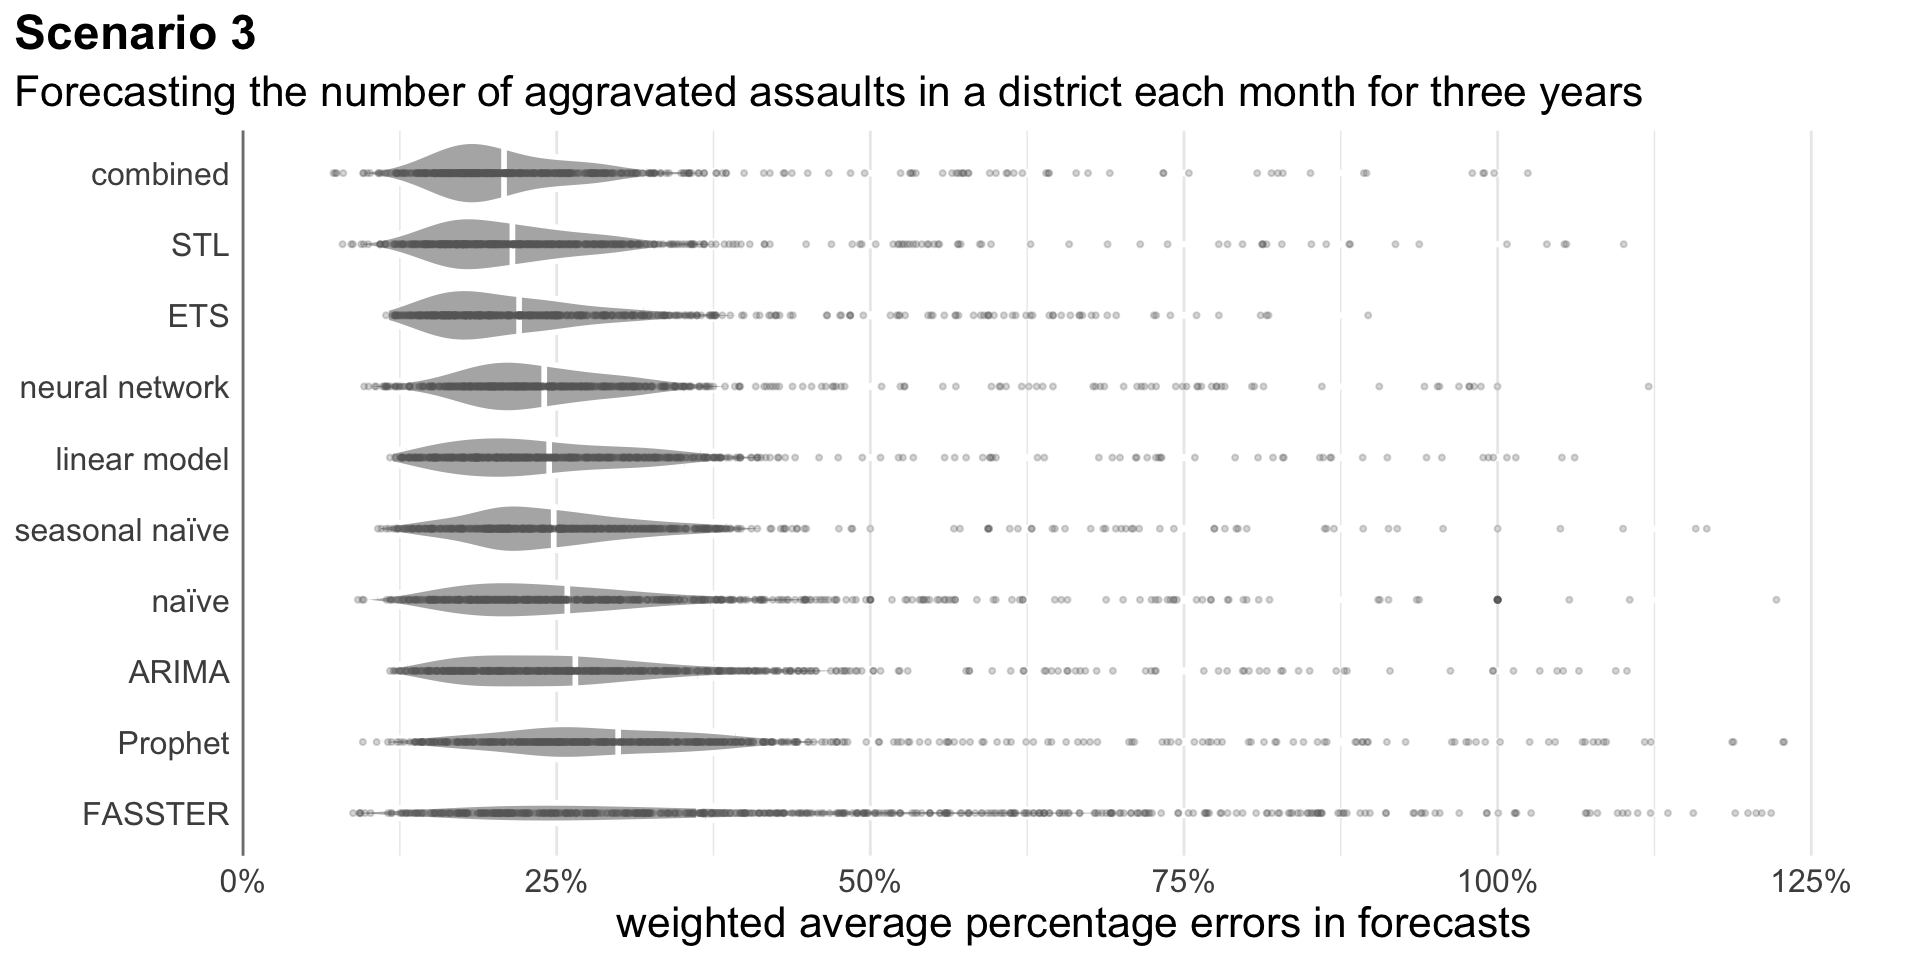 Scenario 3
Forecasting the number of aggravated assaults in a district each month for three years
combined
STL
ETS
neural network
linear model
seasonal naïve
naïve
ARIMA
Prophet
FASSTER
0% 25% 50% 75% 100% 125%
weighted average percentage errors in forecasts